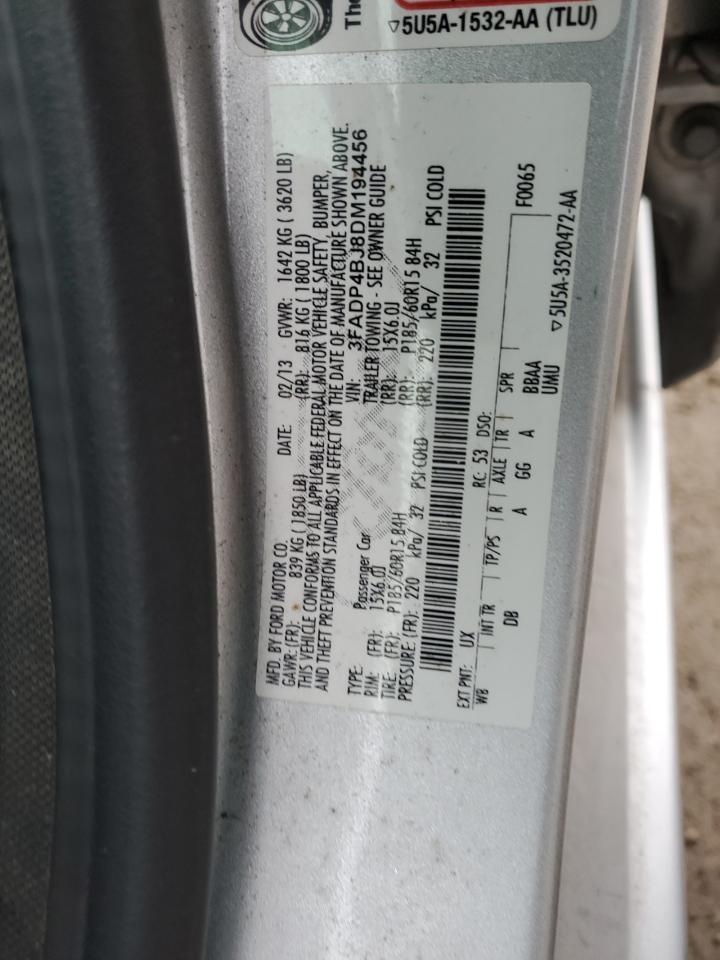 The
▽5U5A-1532-AA (TLU)
MFD. BY FORD MOTOR CO.
DATE: 02/13 GVWR: 1642 KG ( 3620 LB)
GAWR: (FR): 839 KG ( 1850 LB) (RR): 816 KG ( 1800 LB)
THIS VEHICLE CONFORMS TO ALL APPLICABLE FEDERAL MOTOR VEHICLE SAFETY, BUMPER,
AND THEFT PREVENTION STANDARDS IN EFFECT ON THE DATE OF MANUFACTURE SHOWN ABOVE.
VIN: 3FADP4BJ8DM194456
TYPE: Passenger Car TRAILER TOWING - SEE OWNER GUIDE
RIM: (FR): 15X6.0J (RR): 15X6.0J
TIRE: (FR): P185/60R15 84H (RR): P185/60R15 84H
PRESSURE: (FR): 220 kPa/ 32 PSI COLD (RR): 220 kPa/ 32 PSI COLD
EXT PNT: UX RC: 53 DSO: F0065
WB INT TR TP/PS R AXLE TR SPR
DB A GG A BBAA
UMU
▽5U5A-3520472-AA